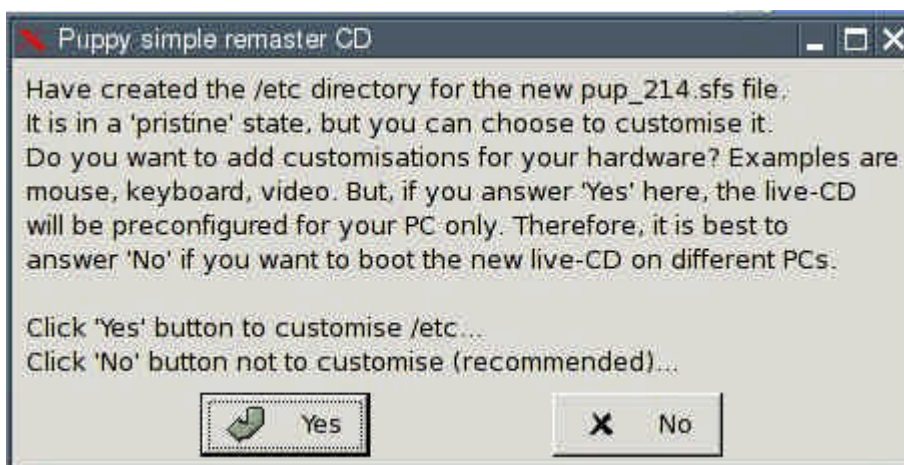 Puppy simple remaster CD
Have created the /etc directory for the new pup_214.sfs file.
It is in a 'pristine' state, but you can choose to customise it.
Do you want to add customisations for your hardware? Examples are
mouse, keyboard, video. But, if you answer 'Yes' here, the live-CD
will be preconfigured for your PC only. Therefore, it is best to
answer 'No' if you want to boot the new live-CD on different PCs.
Click 'Yes' button to customise /etc...
Click 'No' button not to customise (recommended)...
Yes No